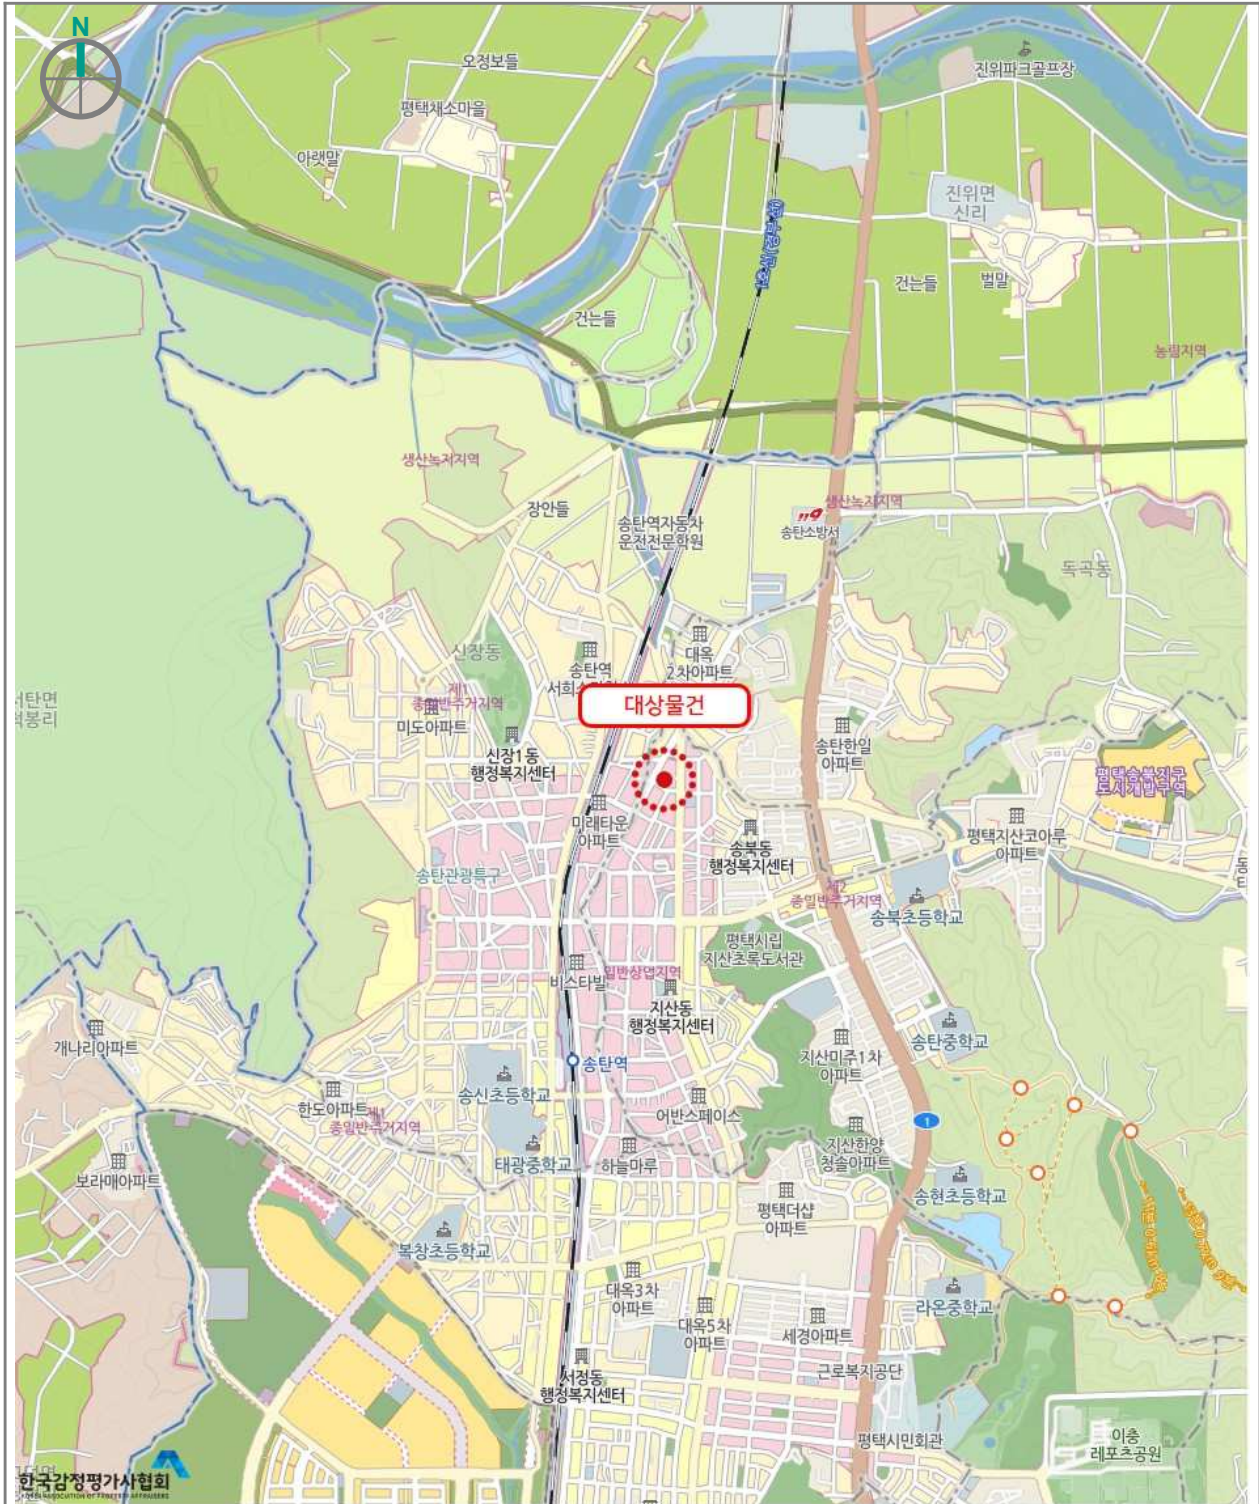 N
오정보들
진위파크골프장
평택채소마을
아랫말
진위면
신리
건는들
벌말
건는들
농림지역
생산녹지지역
장안들
생산녹지지역
119
송탄소방서
송탄역자동차
운전전문학원
독곡동
신장동
송탄역
대옥
2차아파트
대상물건
제1
종일반주거지역
미도아파트
신장1동
행정복지센터
송탄한일
아파트
평택송북지구
도시개발구역
미래타운
아파트
송북동
행정복지센터
평택지산코아루
아파트
송탄관광특구
제2
종일반주거지역
송북초등학교
평택시립
지산초록도서관
비스타빌
일반상업지역
지산동
행정복지센터
개나리아파트
송탄역
송탄중학교
지산미주1차
아파트
송신초등학교
한도아파트
제1
종일반주거지역
어반스페이스
1
지산한양
청솔아파트
태광중학교
하늘마루
보라매아파트
송현초등학교
평택더샵
아파트
복창초등학교
대옥3차
아파트
라온중학교
대옥5차
아파트
세경아파트
서정동
행정복지센터
근로복지공단
평택시민회관
이충
레포츠공원
한국감정평가사협회
KOREA ASSOCIATION OF PROPERTY APPRAISERS